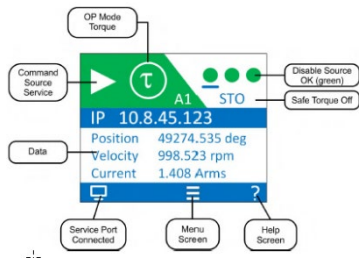 OP Mode
Torque
Command
Source
Service
τ
A1
STO
Disable Source
OK (green)
Safe Torque Off
IP 10.8.45.123
Data
Position 49274.535 deg
Velocity 998.523 rpm
Current 1.408 Arms
?
Service Port
Connected
Menu
Screen
Help
Screen